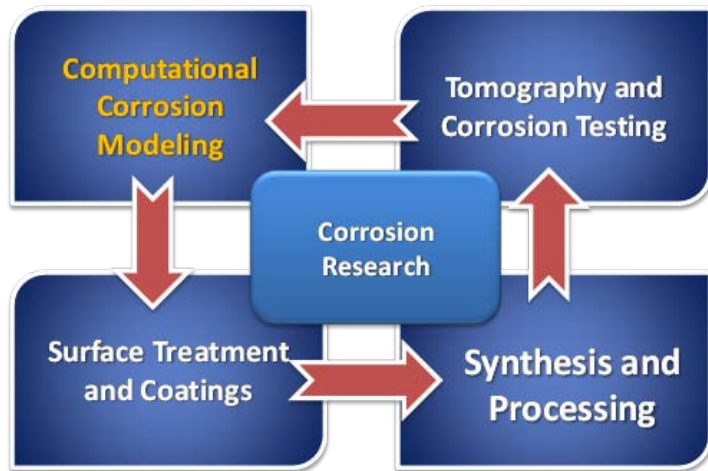 Computational
Corrosion
Modeling
Tomography and
Corrosion Testing
Corrosion
Research
Surface Treatment
and Coatings
Synthesis and
Processing